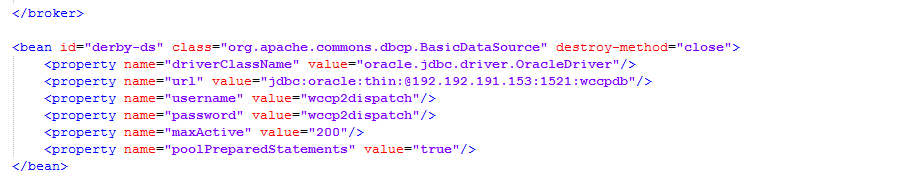 </broker>
<bean id="derby-ds" class="org.apache.commons.dbcp.BasicDataSource" destroy-method="close">
<property name="driverClassName" value="oracle.jdbc.driver.OracleDriver"/>
<property name="url" value="jdbc:oracle:thin:@192.192.191.153:1521:wccpdb"/>
<property name="username" value="wccp2dispatch"/>
<property name="password" value="wccp2dispatch"/>
<property name="maxActive" value="200"/>
<property name="poolPreparedStatements" value="true"/>
</bean>